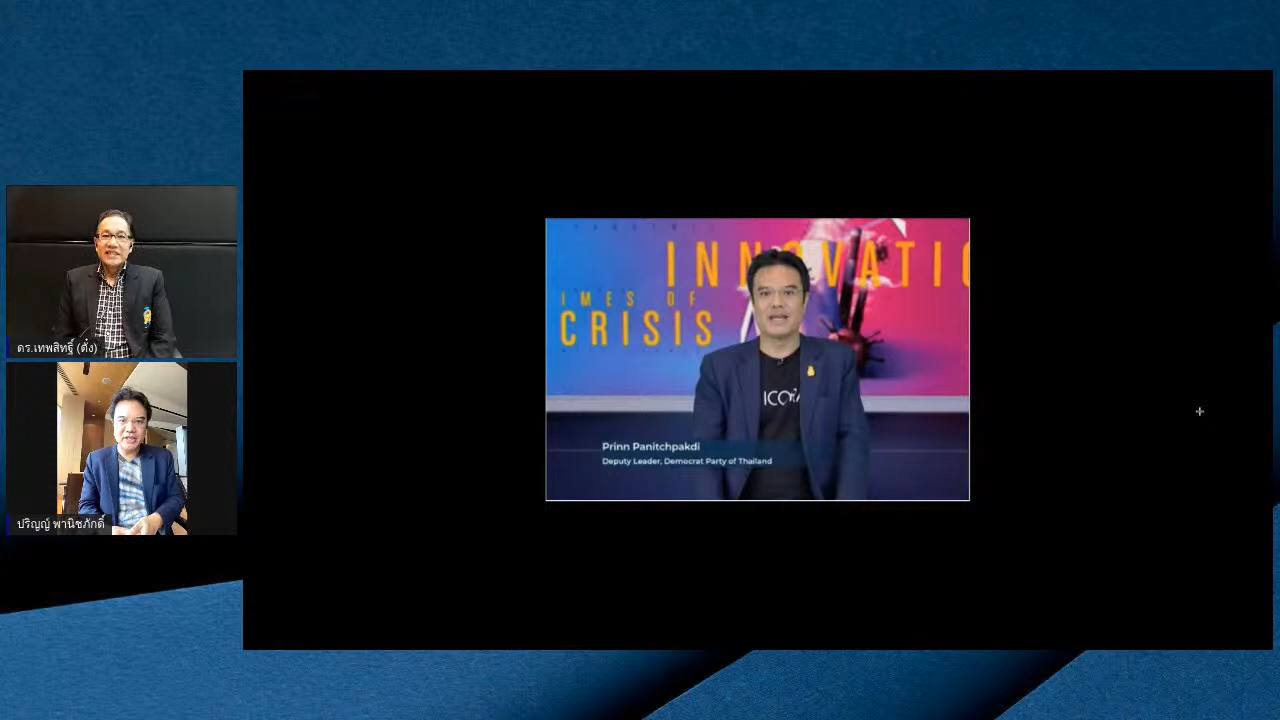 ดร.เทพสิทธิ์ (ติ่ง)
ปริญญ์ พานิชภักดิ์
INNOVATIO
IMES OF
CRISIS
ICO
Prinn Panitchpakdi
Deputy Leader, Democrat Party of Thailand